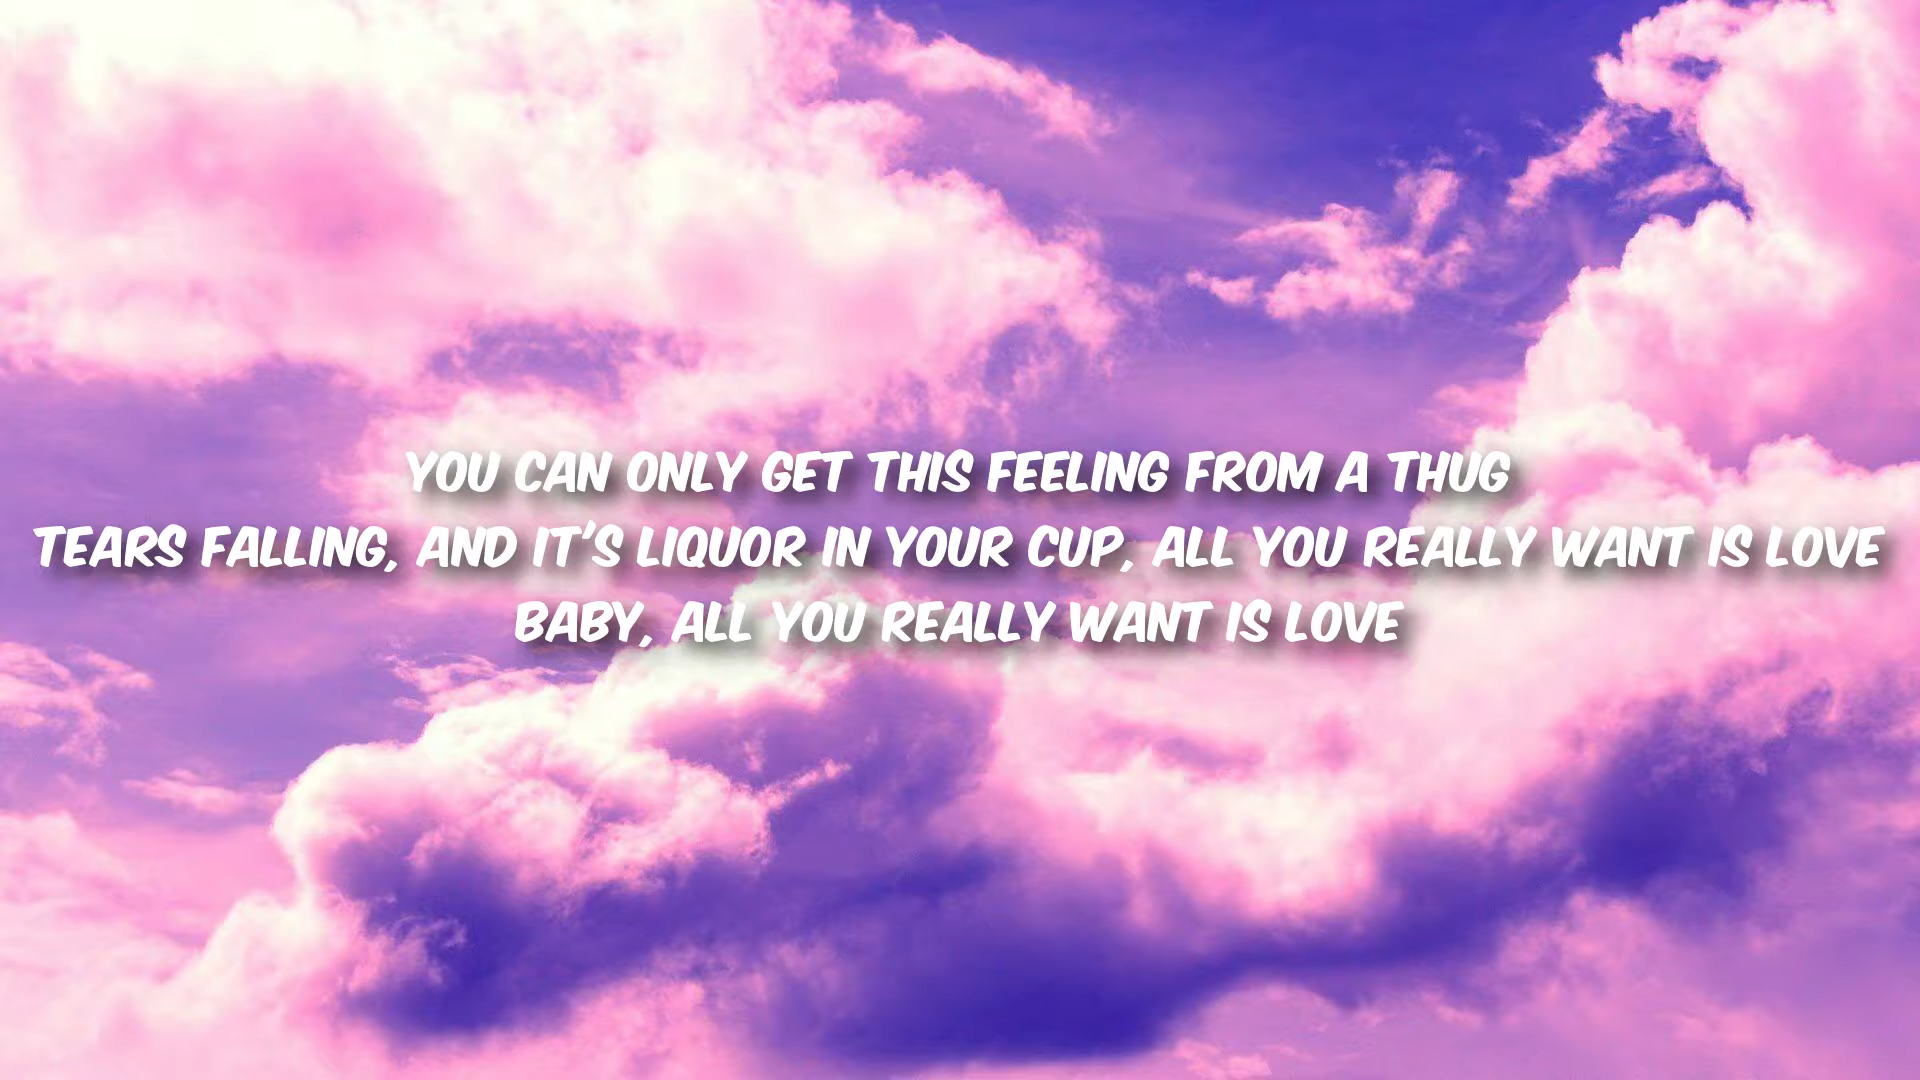 YOU CAN ONLY GET THIS FEELING FROM A THUG
TEARS FALLING, AND IT'S LIQUOR IN YOUR CUP, ALL YOU REALLY WANT IS LOVE
BABY, ALL YOU REALLY WANT IS LOVE